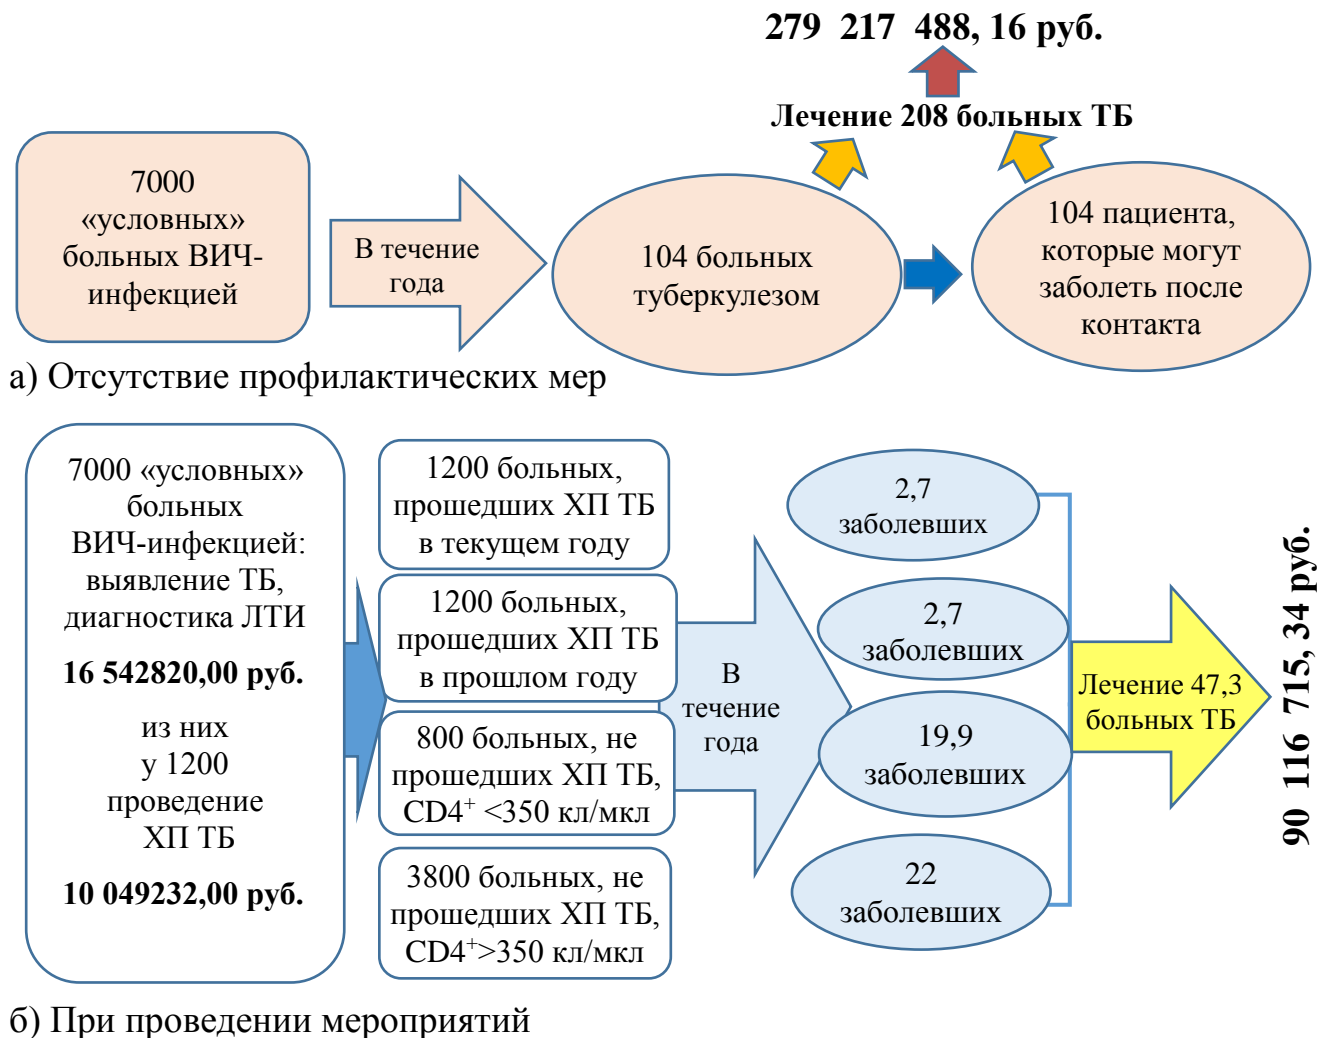 279 217 488, 16 руб.
Лечение 208 больных ТБ
7000
«условных»
больных ВИЧ-
инфекцией
В течение
года
104 больных
туберкулезом
104 пациента,
которые могут
заболеть после
контакта
а) Отсутствие профилактических мер
7000 «условных»
больных
ВИЧ-инфекцией:
выявление ТБ,
диагностика ЛТИ
16 542820,00 руб.
из них
у 1200
проведение
ХП ТБ
10 049232,00 руб.
1200 больных,
прошедших ХП ТБ
в текущем году
1200 больных,
прошедших ХП ТБ
в прошлом году
800 больных, не
прошедших ХП ТБ,
CD4⁺ <350 кл/мкл
3800 больных, не
прошедших ХП ТБ,
CD4⁺>350 кл/мкл
В
течение
года
2,7
заболевших
2,7
заболевших
19,9
заболевших
22
заболевших
Лечение 47,3
больных ТБ
90 116 715, 34 руб.
б) При проведении мероприятий